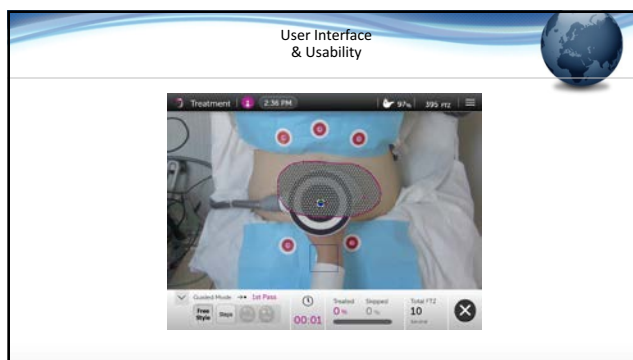 User Interface
& Usability
Treatment 2:36 PM 97% 395 FTZ
Guided Mode 1st Pass
Free
Style
Steps
00:01
Treated
0 %
Skipped
0 %
Total FTZ
10